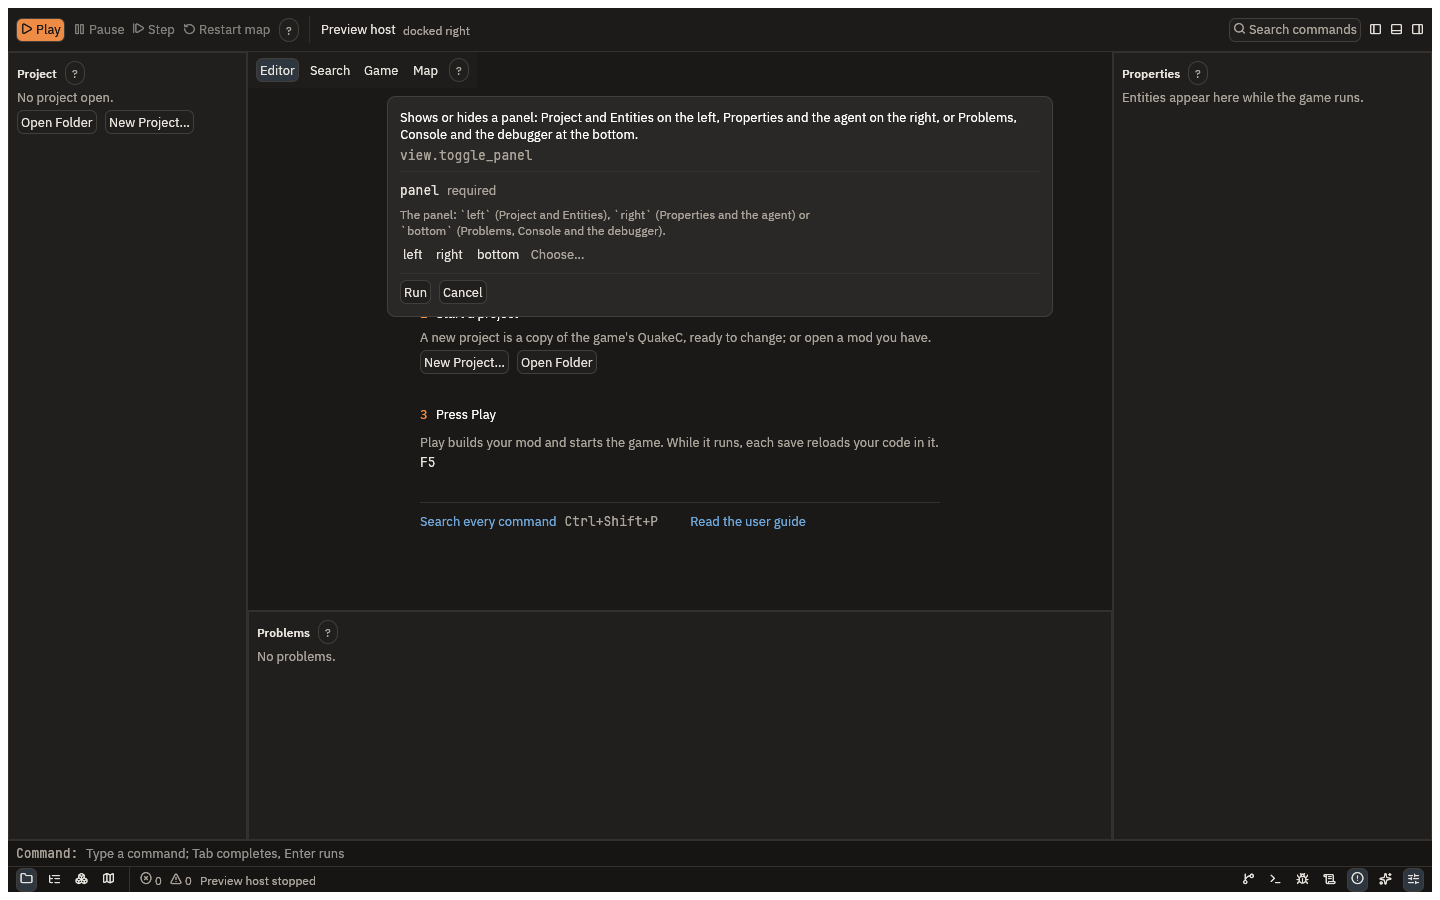 Play Pause Step Restart map ? Preview host docked right Search commands
Project ?
No project open.
Open Folder New Project...
Editor Search Game Map ?
Properties ?
Entities appear here while the game runs.
Shows or hides a panel: Project and Entities on the left, Properties and the agent on the right, or Problems,
Console and the debugger at the bottom.
view.toggle_panel
panel required
The panel: `left` (Project and Entities), `right` (Properties and the agent) or
`bottom` (Problems, Console and the debugger).
left right bottom Choose...
Run Cancel
A new project is a copy of the game's QuakeC, ready to change; or open a mod you have.
New Project... Open Folder
3 Press Play
Play builds your mod and starts the game. While it runs, each save reloads your code in it.
F5
Search every command Ctrl+Shift+P Read the user guide
Problems ?
No problems.
Command: Type a command; Tab completes, Enter runs
0 0 Preview host stopped